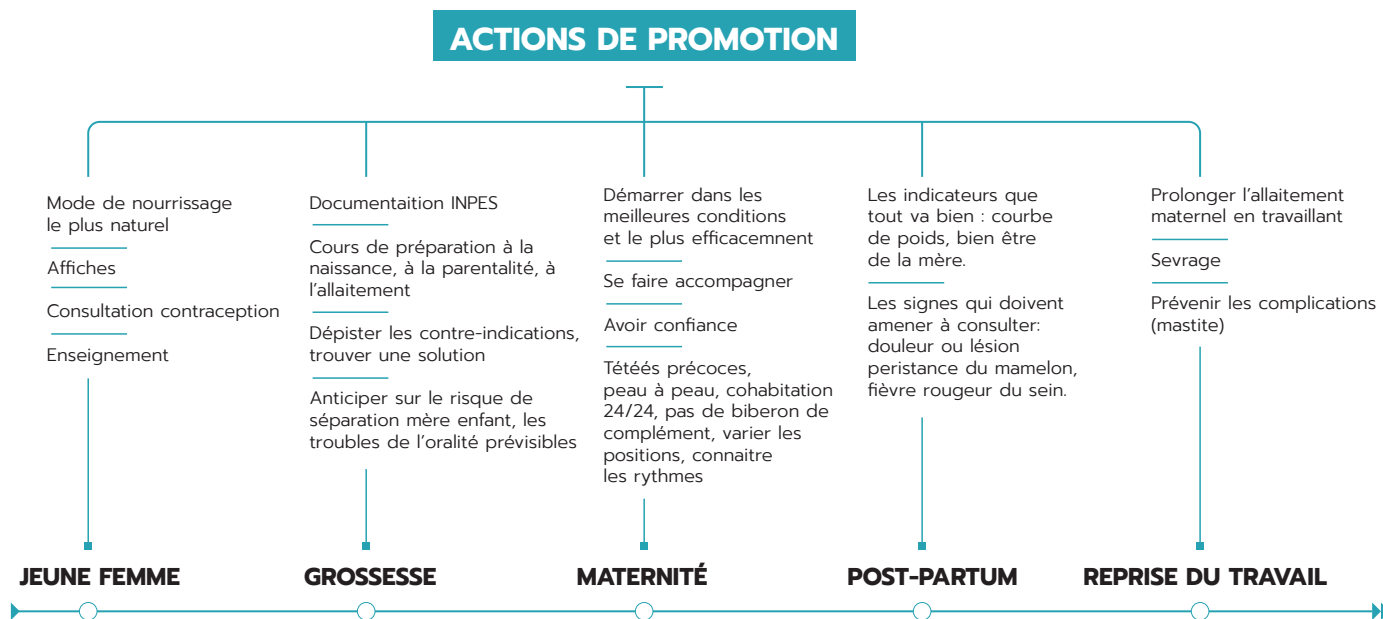 ACTIONS DE PROMOTION
Mode de nourrissage
le plus naturel
Affiches
Consultation contraception
Enseignement
Documentaition INPES
Cours de préparation à la
naissance, à la parentalité, à
l'allaitement
Dépister les contre-indications,
trouver une solution
Anticiper sur le risque de
séparation mère enfant, les
troubles de l'oralité prévisibles
Démarrer dans les
meilleures conditions
et le plus efficacemnent
Se faire accompagner
Avoir confiance
Tétéés précoces,
peau à peau, cohabitation
24/24, pas de biberon de
complément, varier les
positions, connaitre
les rythmes
Les indicateurs que
tout va bien : courbe
de poids, bien être
de la mère.
Les signes qui doivent
amener à consulter:
douleur ou lésion
peristance du mamelon,
fièvre rougeur du sein.
Prolonger l'allaitement
maternel en travaillant
Sevrage
Prévenir les complications
(mastite)
JEUNE FEMME
GROSSESSE
MATERNITÉ
POST-PARTUM
REPRISE DU TRAVAIL